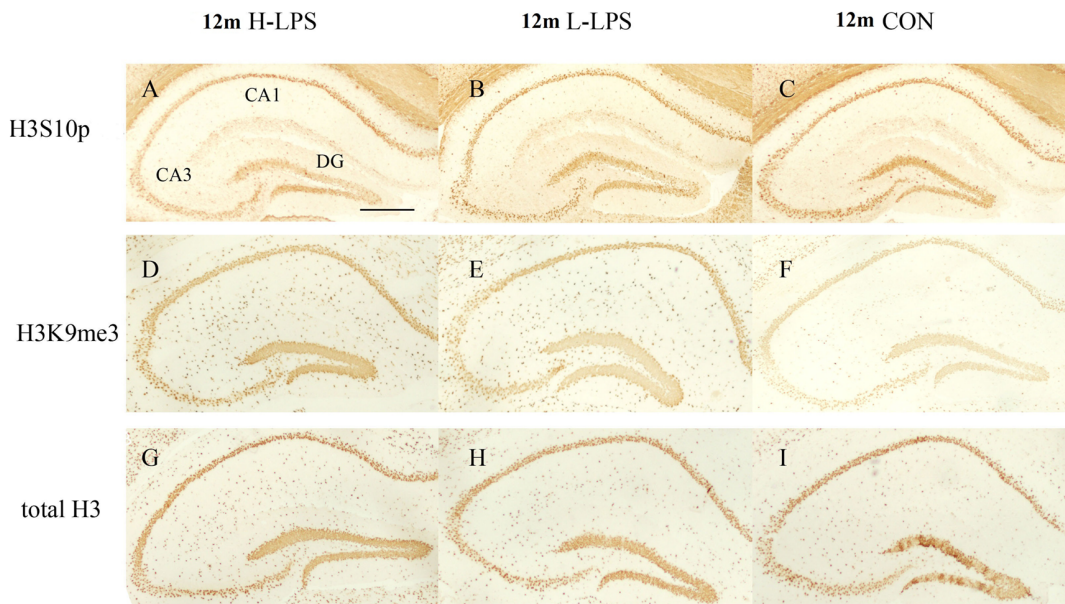 12m H-LPS
12m L-LPS
12m CON
H3S10p
A
B
C
CA1
CA3
DG
H3K9me3
D
E
F
total H3
G
H
I